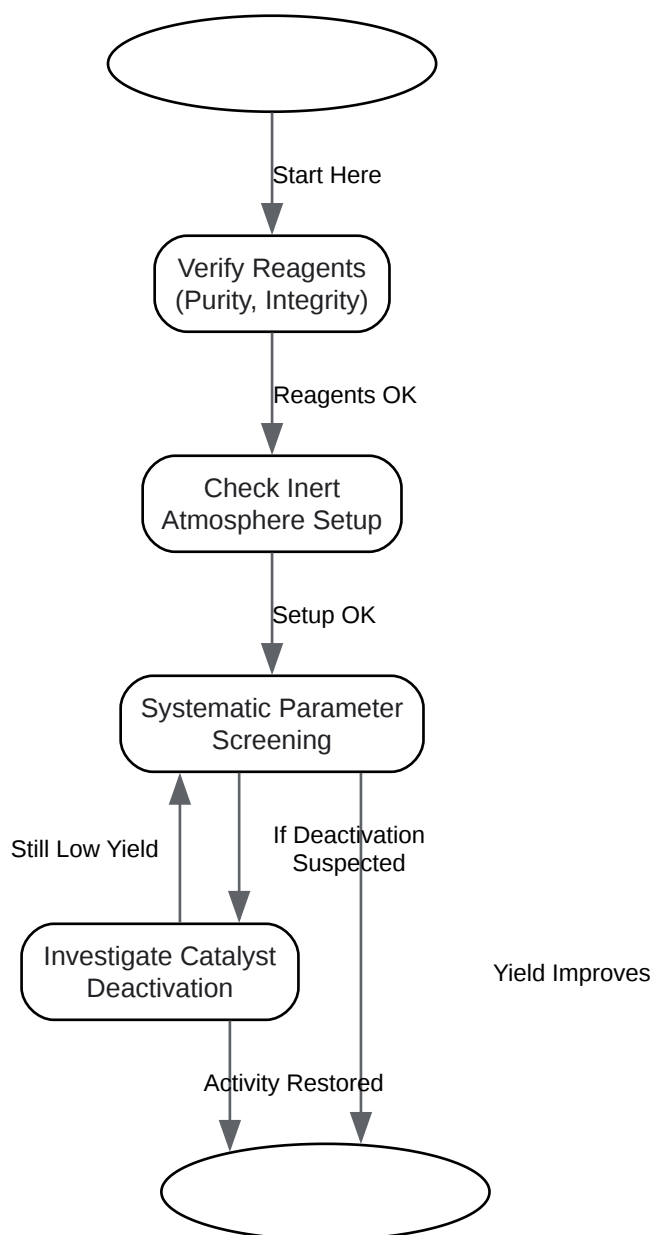 Start Here
Verify Reagents
(Purity, Integrity)
Reagents OK
Check Inert
Atmosphere Setup
Setup OK
Systematic Parameter
Screening
If Deactivation
Suspected
Still Low Yield
Investigate Catalyst
Deactivation
Yield Improves
Activity Restored